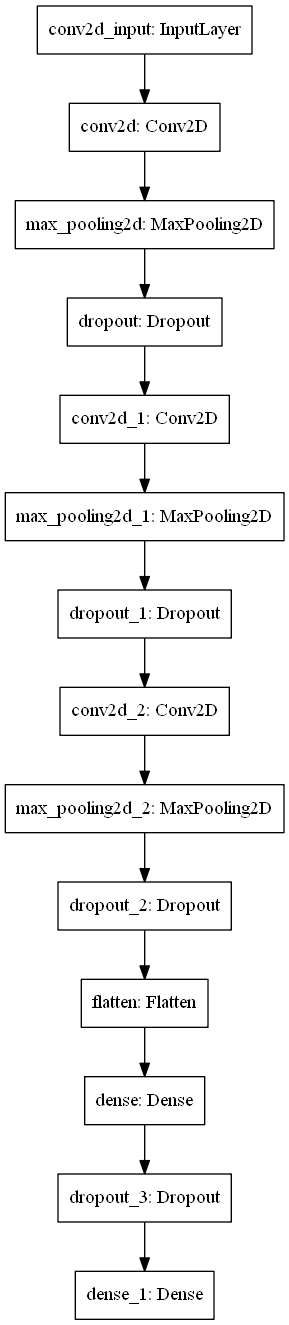 conv2d_input: InputLayer
conv2d: Conv2D
max_pooling2d: MaxPooling2D
dropout: Dropout
conv2d_1: Conv2D
max_pooling2d_1: MaxPooling2D
dropout_1: Dropout
conv2d_2: Conv2D
max_pooling2d_2: MaxPooling2D
dropout_2: Dropout
flatten: Flatten
dense: Dense
dropout_3: Dropout
dense_1: Dense